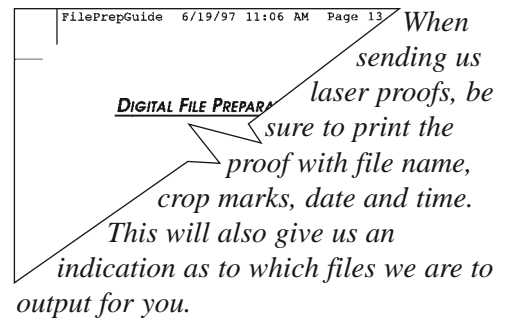 FilePrepGuide 6/19/97 11:06 AM Page 13
DIGITAL FILE
When
sending us
laser proofs, be
sure to print the
proof with file name,
crop marks, date and time.
This will also give us an
indication as to which files we are to
output for you.